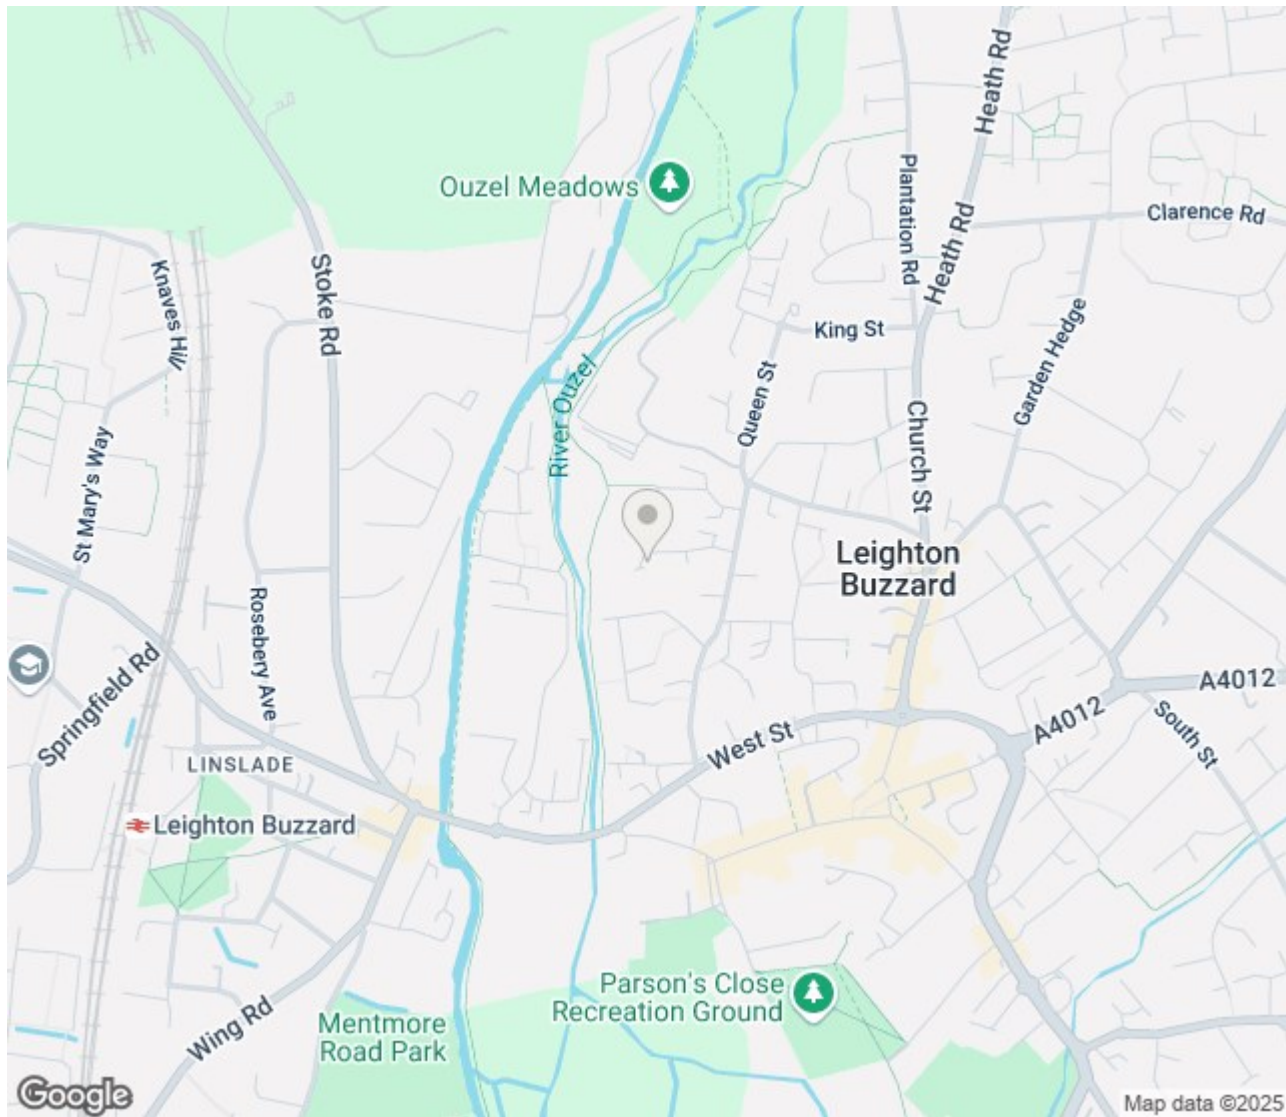 Heath Rd
Ouzel Meadows
Plantation Rd
Clarence Rd
Heath Rd
Knaves Hill
Stoke Rd
King St
Garden Hedge
River Ouzel
Queen St
Church St
St Mary's Way
Leighton
Buzzard
Rosebery Ave
Springfield Rd
A4012
A4012
West St
South St
LINSLADE
Leighton Buzzard
Parson's Close
Recreation Ground
Mentmore
Road Park
Wing Rd
Google
Map data ©2025